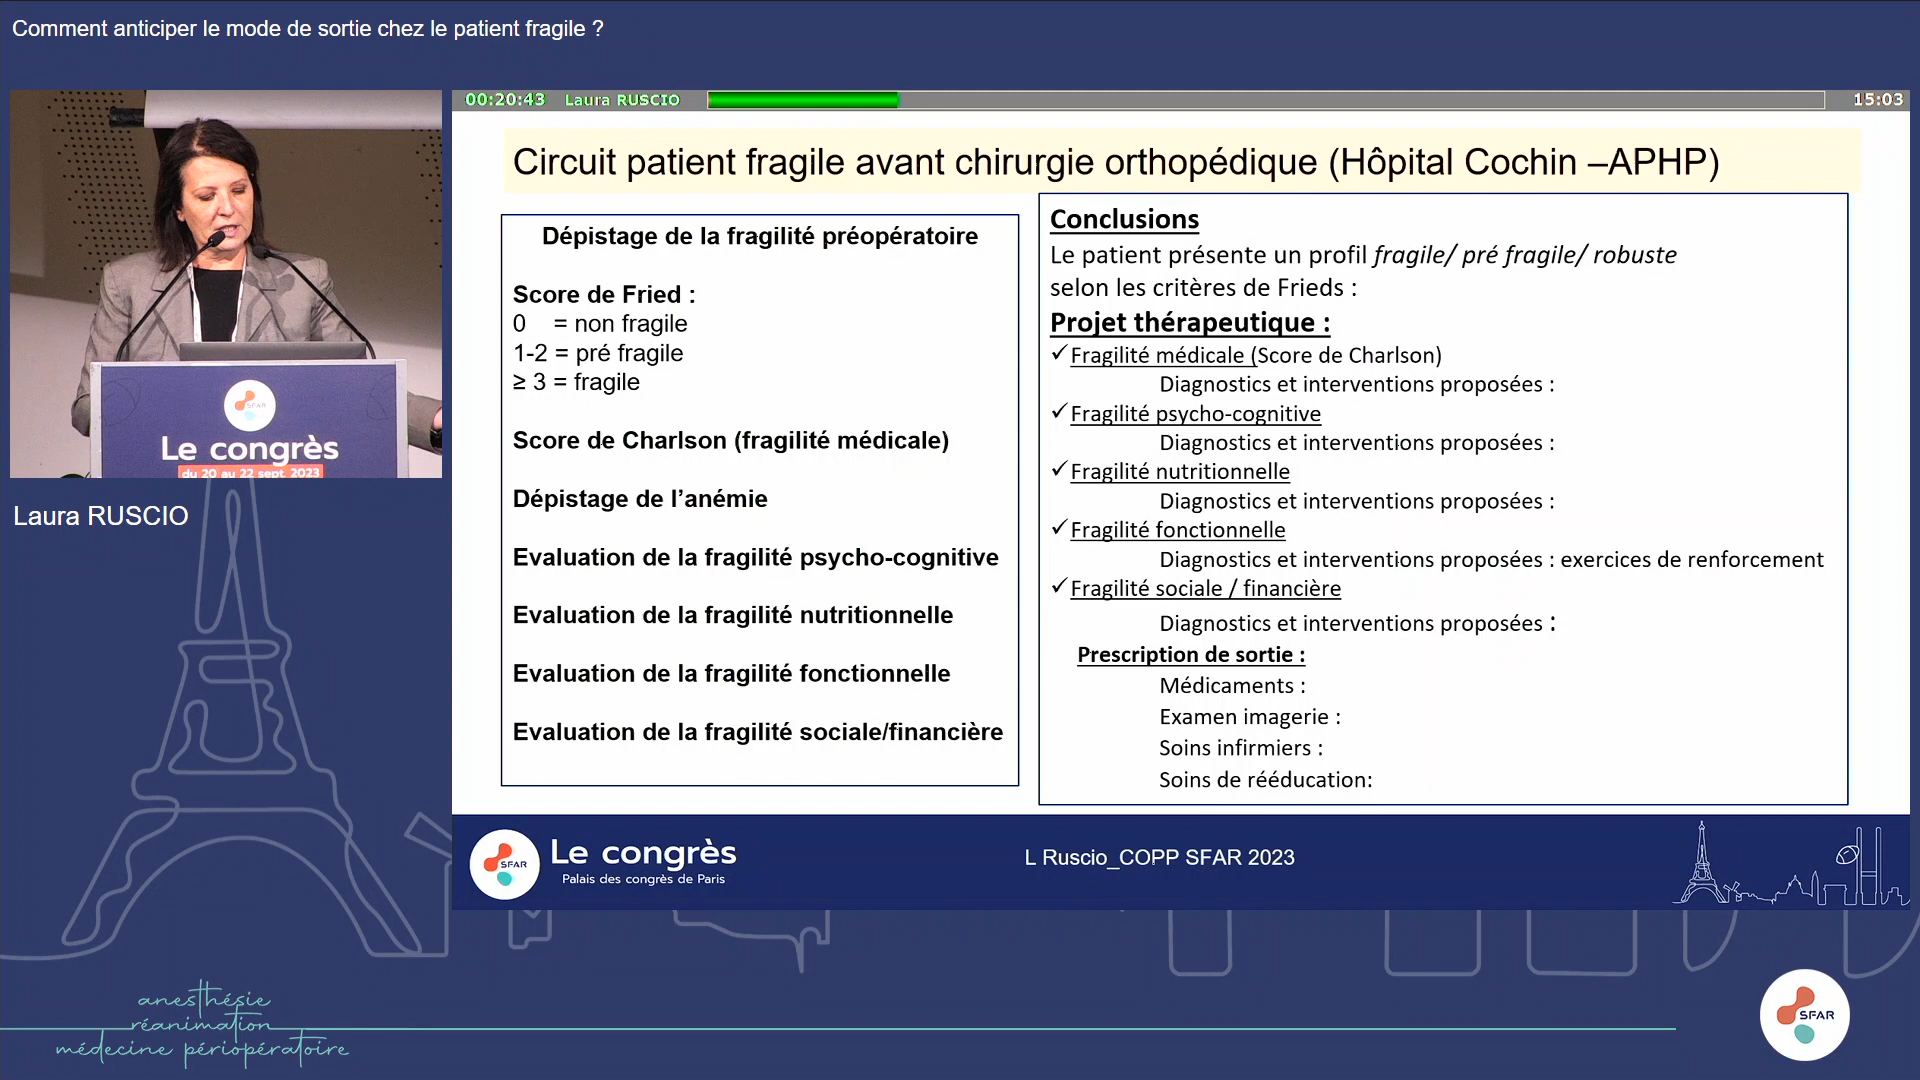 Comment anticiper le mode de sortie chez le patient fragile ?
00:20:43 Laura RUSCIO 15:03
Circuit patient fragile avant chirurgie orthopédique (Hôpital Cochin –APHP)
Dépistage de la fragilité préopératoire
Score de Fried :
0 = non fragile
1-2 = pré fragile
≥ 3 = fragile
Score de Charlson (fragilité médicale)
Dépistage de l’anémie
Evaluation de la fragilité psycho-cognitive
Evaluation de la fragilité nutritionnelle
Evaluation de la fragilité fonctionnelle
Evaluation de la fragilité sociale/financière
Conclusions
Le patient présente un profil fragile/ pré fragile/ robuste
selon les critères de Frieds :
Projet thérapeutique :
✓Fragilité médicale (Score de Charlson)
Diagnostics et interventions proposées :
✓Fragilité psycho-cognitive
Diagnostics et interventions proposées :
✓Fragilité nutritionnelle
Diagnostics et interventions proposées :
✓Fragilité fonctionnelle
Diagnostics et interventions proposées : exercices de renforcement
✓Fragilité sociale / financière
Diagnostics et interventions proposées :
Prescription de sortie :
Médicaments :
Examen imagerie :
Soins infirmiers :
Soins de rééducation:
SFAR
Le congrès
du 20 au 22 sept. 2023
Laura RUSCIO
SFAR
Le congrès
Palais des congrès de Paris
L Ruscio_COPP SFAR 2023
anesthésie
réanimation
médecine périopératoire
SFAR